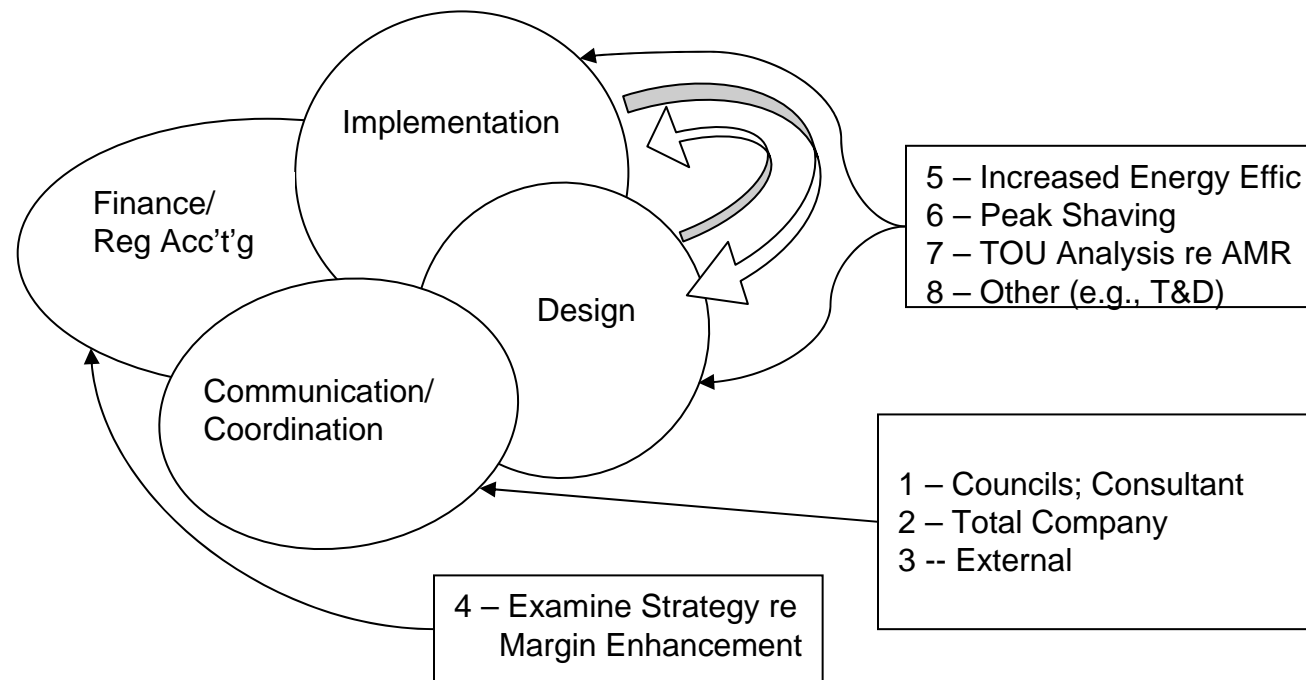 Implementation
Finance/
Reg Acc't'g
Design
Communication/
Coordination
5 – Increased Energy Effic
6 – Peak Shaving
7 – TOU Analysis re AMR
8 – Other (e.g., T&D)
1 – Councils; Consultant
2 – Total Company
3 -- External
4 – Examine Strategy re
Margin Enhancement